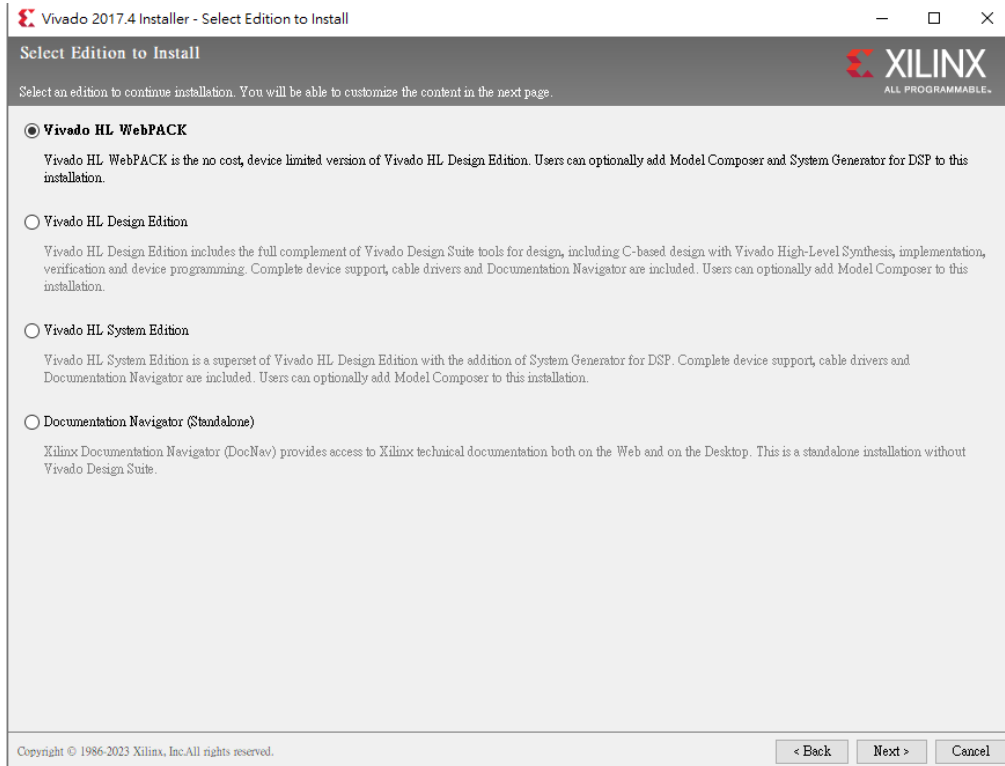 Vivado 2017.4 Installer - Select Edition to Install
Select Edition to Install
XILINX
ALL PROGRAMMABLE™
Select an edition to continue installation. You will be able to customize the content in the next page.
Vivado HL WebPACK
Vivado HL WebPACK is the no cost, device limited version of Vivado HL Design Edition. Users can optionally add Model Composer and System Generator for DSP to this
installation.
Vivado HL Design Edition
Vivado HL Design Edition includes the full complement of Vivado Design Suite tools for design, including C-based design with Vivado High-Level Synthesis, implementation,
verification and device programming. Complete device support, cable drivers and Documentation Navigator are included. Users can optionally add Model Composer to this
installation.
Vivado HL System Edition
Vivado HL System Edition is a superset of Vivado HL Design Edition with the addition of System Generator for DSP. Complete device support, cable drivers and
Documentation Navigator are included. Users can optionally add Model Composer to this installation.
Documentation Navigator (Standalone)
Xilinx Documentation Navigator (DocNav) provides access to Xilinx technical documentation both on the Web and on the Desktop. This is a standalone installation without
Vivado Design Suite.
Copyright © 1986-2023 Xilinx, Inc.All rights reserved.
< Back
Next >
Cancel